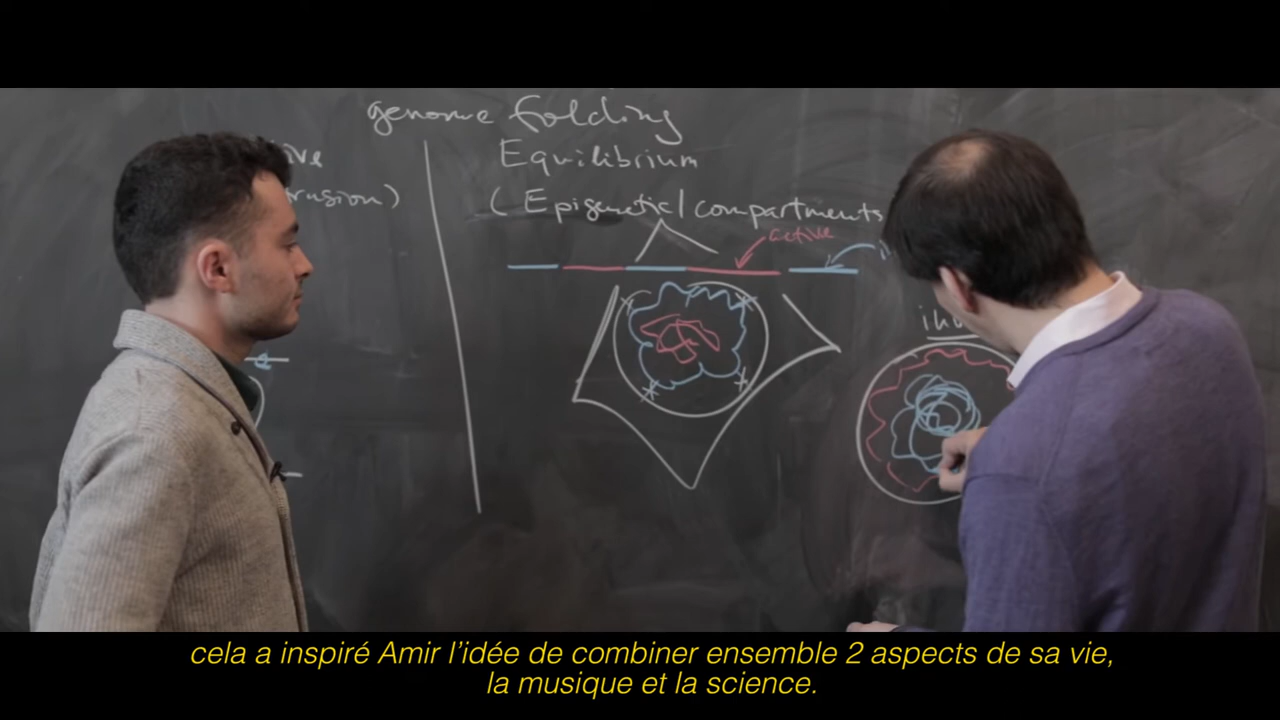 genome folding
Equilibrium
(Epigenetic/compartments
active
cela a inspiré Amir l'idée de combiner ensemble 2 aspects de sa vie,
la musique et la science.